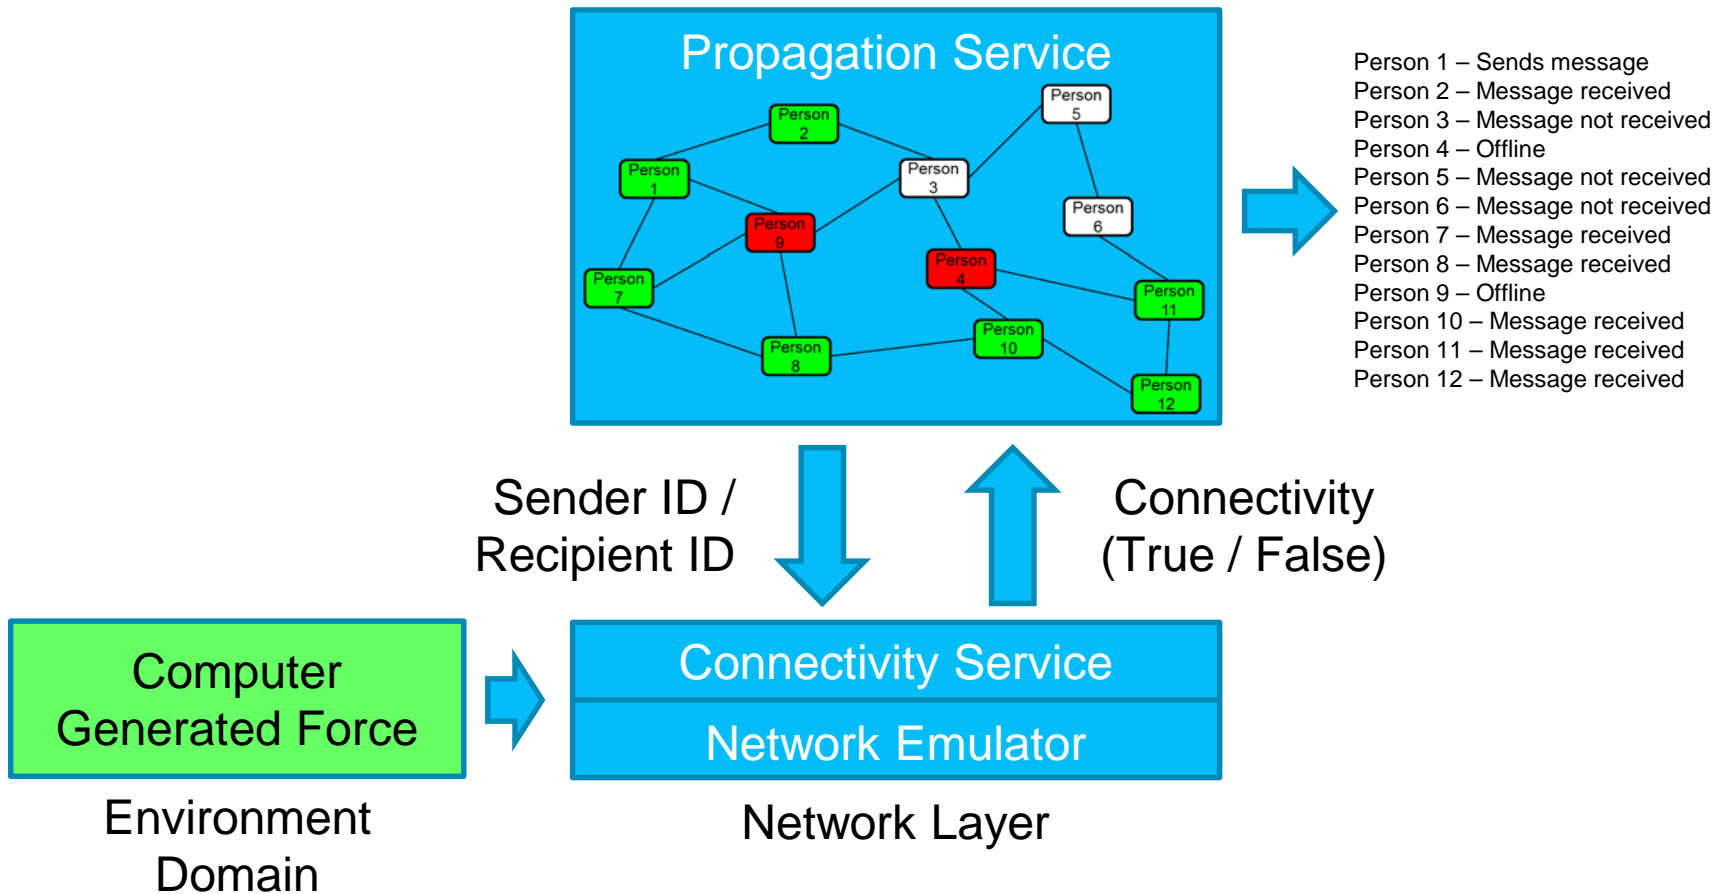 Propagation Service
Person
5
Person
2
Person
1
Person
3
Person
6
Person
9
Person
4
Person
7
Person
11
Person
10
Person
8
Person
12
Person 1 – Sends message
Person 2 – Message received
Person 3 – Message not received
Person 4 – Offline
Person 5 – Message not received
Person 6 – Message not received
Person 7 – Message received
Person 8 – Message received
Person 9 – Offline
Person 10 – Message received
Person 11 – Message received
Person 12 – Message received
Sender ID /
Recipient ID
Connectivity
(True / False)
Computer
Generated Force
Connectivity Service
Network Emulator
Environment
Domain
Network Layer